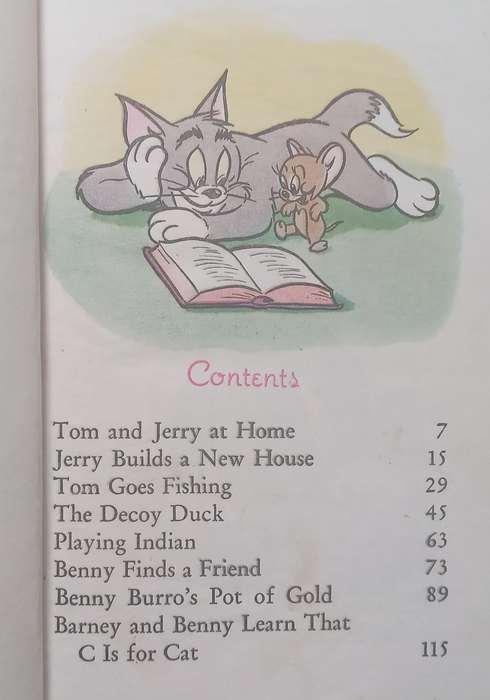 Contents
Tom and Jerry at Home 7
Jerry Builds a New House 15
Tom Goes Fishing 29
The Decoy Duck 45
Playing Indian 63
Benny Finds a Friend 73
Benny Burro's Pot of Gold 89
Barney and Benny Learn That
C Is for Cat 115